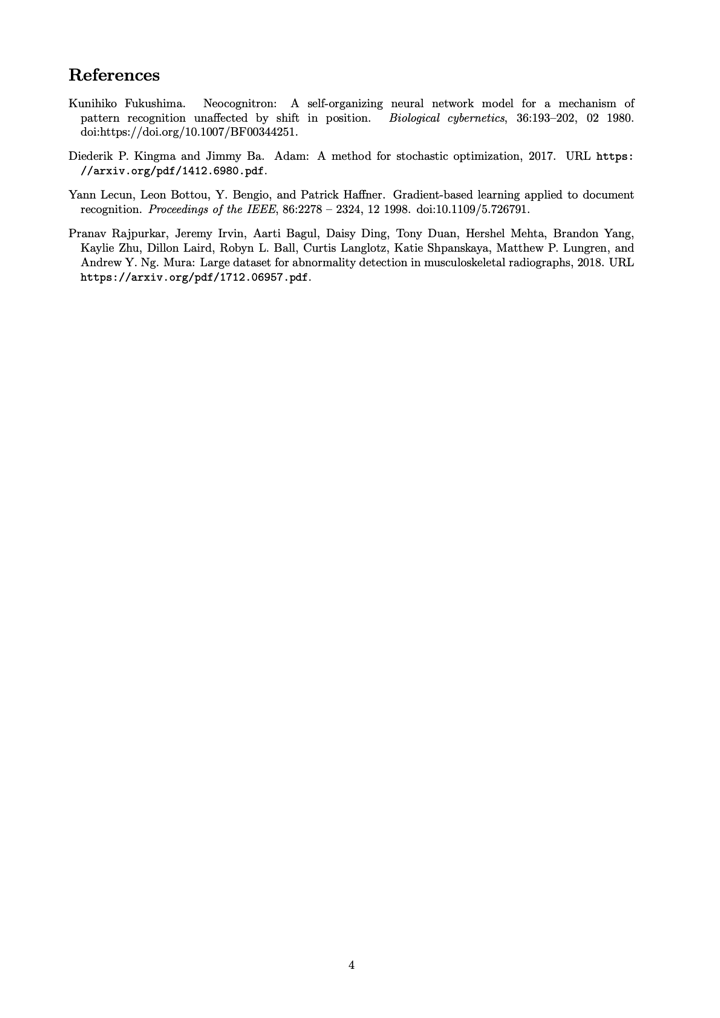 References
Kunihiko Fukushima. Neocognitron: A self-organizing neural network model for a mechanism of
pattern recognition unaffected by shift in position. Biological cybernetics, 36:193–202, 02 1980.
doi:https://doi.org/10.1007/BF00344251.
Diederik P. Kingma and Jimmy Ba. Adam: A method for stochastic optimization, 2017. URL https:
//arxiv.org/pdf/1412.6980.pdf.
Yann Lecun, Leon Bottou, Y. Bengio, and Patrick Haffner. Gradient-based learning applied to document
recognition. Proceedings of the IEEE, 86:2278 – 2324, 12 1998. doi:10.1109/5.726791.
Pranav Rajpurkar, Jeremy Irvin, Aarti Bagul, Daisy Ding, Tony Duan, Hershel Mehta, Brandon Yang,
Kaylie Zhu, Dillon Laird, Robyn L. Ball, Curtis Langlotz, Katie Shpanskaya, Matthew P. Lungren, and
Andrew Y. Ng. Mura: Large dataset for abnormality detection in musculoskeletal radiographs, 2018. URL
https://arxiv.org/pdf/1712.06957.pdf.
4